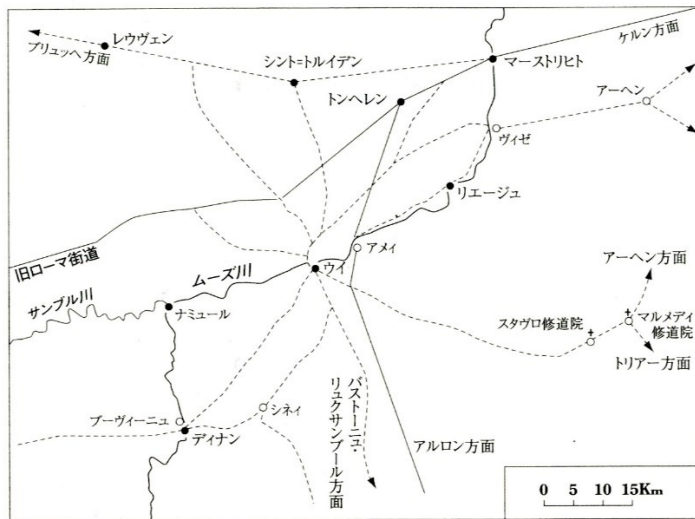 レウヴェン
ブリュッヘ方面
シント=トルイデン
マーストリヒト
ケルン方面
トンヘレン
アーヘン
ヴィゼ
リエージュ
アメイ
旧ローマ街道
ムーズ川
ウイ
サンブル川
ナミュール
アーヘン方面
スタヴロ修道院
マルメディ
修道院
トリアー方面
ブーヴィーニュ
シネイ
ディナン
バストーニュ・
リュクサンブール方面
アルロン方面
0 5 10 15Km